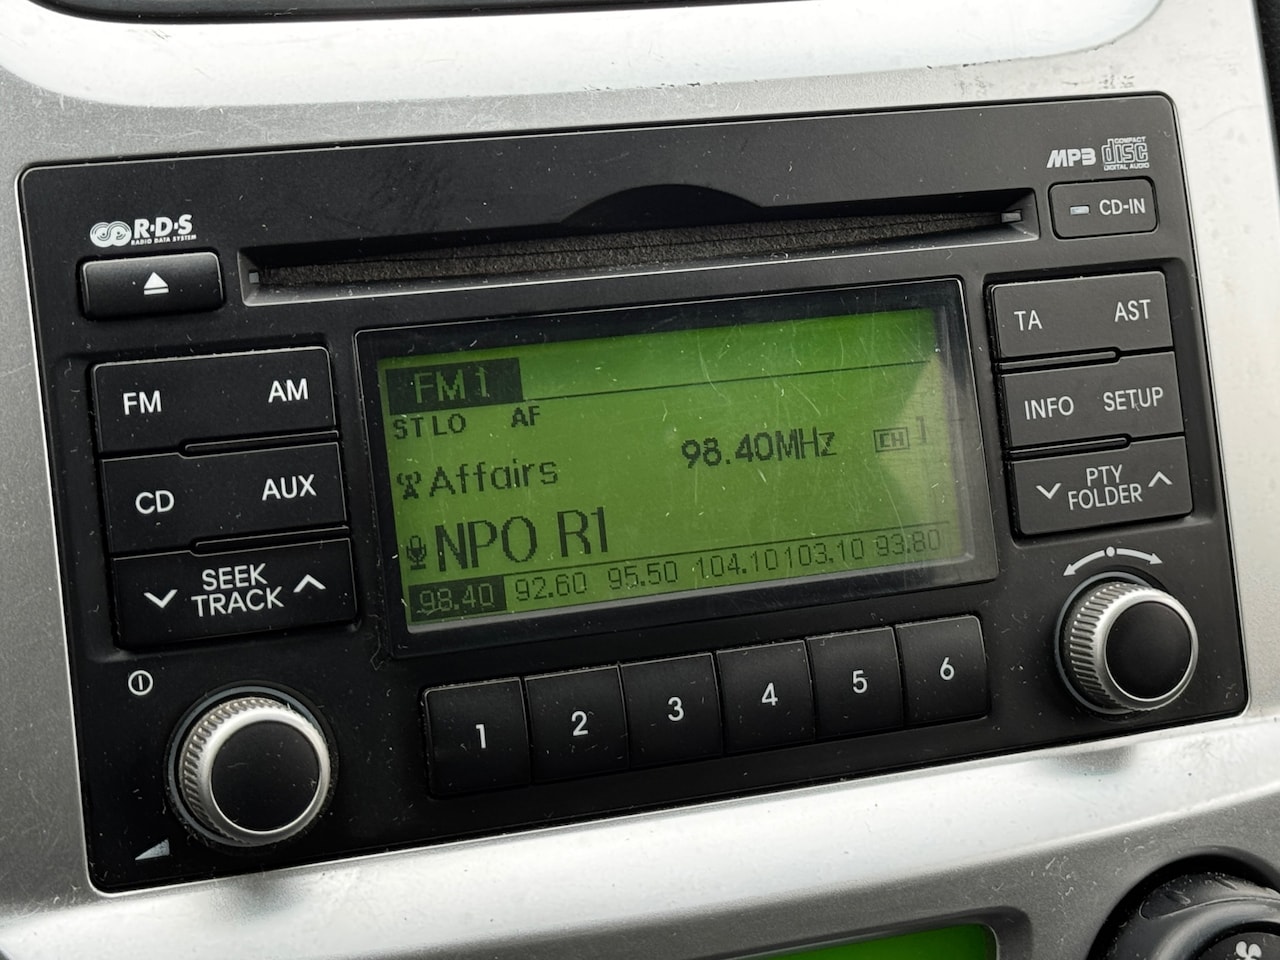 MP3 COMPACT disc DIGITAL AUDIO
R·D·S
RADIO DATA SYSTEM
CD-IN
FM AM
CD AUX
SEEK
TRACK
FM1
ST LO AF
98.40MHz CH 1
Affairs
NPO R1
98.40 92.60 95.50 104.10 103.10 93.80
TA AST
INFO SETUP
PTY
FOLDER
1 2 3 4 5 6